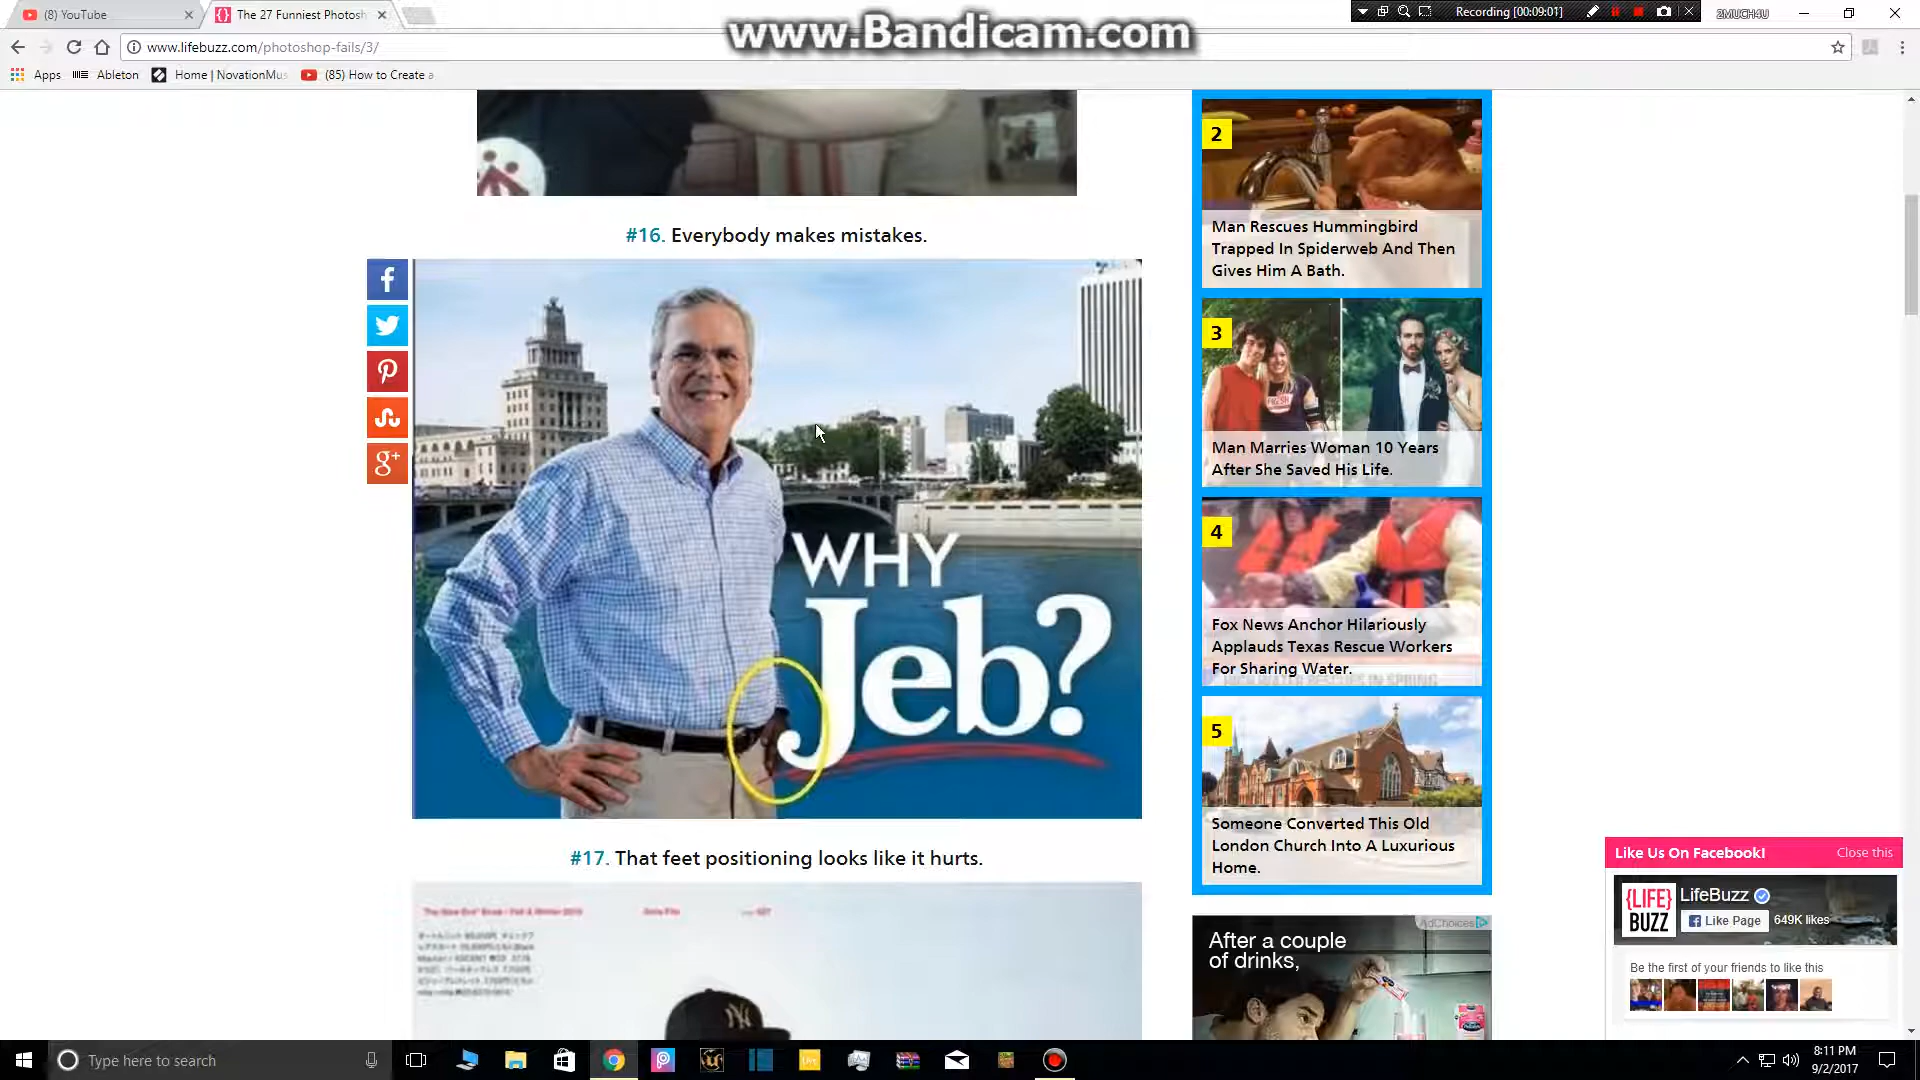 (8) YouTube
The 27 Funniest Photosh
www.Bandicam.com
Recording [00:09:01]
2MUCH4U
www.lifebuzz.com/photoshop-fails/3/
Apps
Ableton
Home | NovationMus
(85) How to Create a
#16. Everybody makes mistakes.
WHY
Jeb?
#17. That feet positioning looks like it hurts.
2
Man Rescues Hummingbird
Trapped In Spiderweb And Then
Gives Him A Bath.
3
Man Marries Woman 10 Years
After She Saved His Life.
4
Fox News Anchor Hilariously
Applauds Texas Rescue Workers
For Sharing Water.
5
Someone Converted This Old
London Church Into A Luxurious
Home.
AdChoices
After a couple
of drinks,
Like Us On Facebook!
Close this
{LIFE}
BUZZ
LifeBuzz
Like Page
649K likes
Be the first of your friends to like this
Type here to search
8:11 PM
9/2/2017